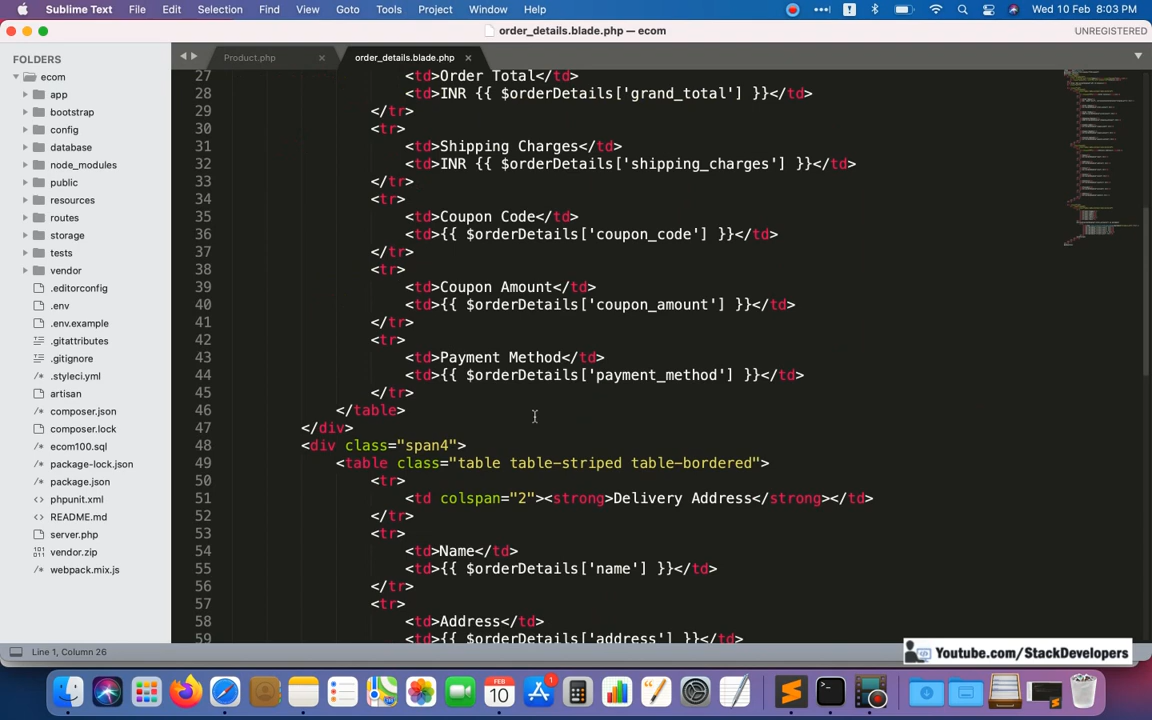 Sublime Text File Edit Selection Find View Goto Tools Project Window Help Wed 10 Feb 8:03 PM
order_details.blade.php — ecom UNREGISTERED
FOLDERS
ecom
app
bootstrap
config
database
node_modules
public
resources
routes
storage
tests
vendor
.editorconfig
.env
.env.example
.gitattributes
.gitignore
.styleci.yml
artisan
composer.json
composer.lock
ecom100.sql
package-lock.json
package.json
phpunit.xml
README.md
server.php
vendor.zip
webpack.mix.js
Product.php order_details.blade.php
27 <td>Order Total</td>
28 <td>INR {{ $orderDetails['grand_total'] }}</td>
29 </tr>
30 <tr>
31 <td>Shipping Charges</td>
32 <td>INR {{ $orderDetails['shipping_charges'] }}</td>
33 </tr>
34 <tr>
35 <td>Coupon Code</td>
36 <td>{{ $orderDetails['coupon_code'] }}</td>
37 </tr>
38 <tr>
39 <td>Coupon Amount</td>
40 <td>{{ $orderDetails['coupon_amount'] }}</td>
41 </tr>
42 <tr>
43 <td>Payment Method</td>
44 <td>{{ $orderDetails['payment_method'] }}</td>
45 </tr>
46 </table>
47 </div>
48 <div class="span4">
49 <table class="table table-striped table-bordered">
50 <tr>
51 <td colspan="2"><strong>Delivery Address</strong></td>
52 </tr>
53 <tr>
54 <td>Name</td>
55 <td>{{ $orderDetails['name'] }}</td>
56 </tr>
57 <tr>
58 <td>Address</td>
59 <td>{{ $orderDetails['address'] }}</td>
Line 1, Column 26
Youtube.com/StackDevelopers
FEB
10
1